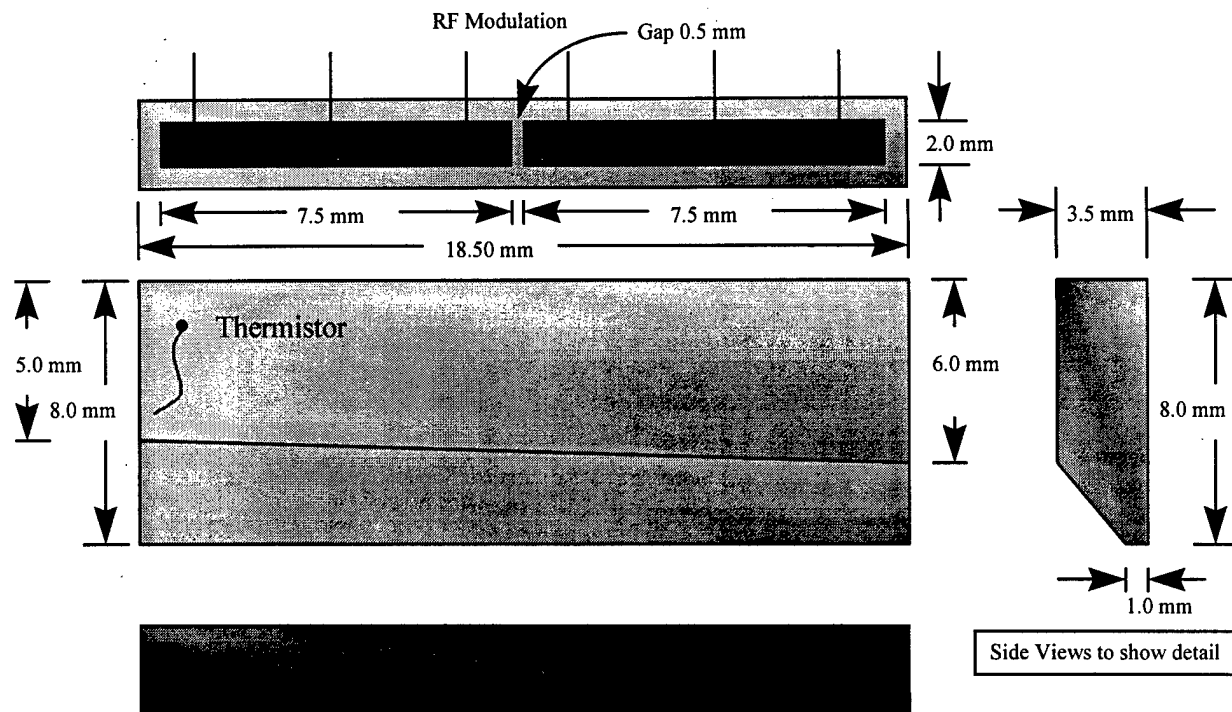 RF Modulation
Gap 0.5 mm
2.0 mm
7.5 mm
7.5 mm
3.5 mm
18.50 mm
Thermistor
5.0 mm
8.0 mm
6.0 mm
8.0 mm
1.0 mm
Side Views to show detail